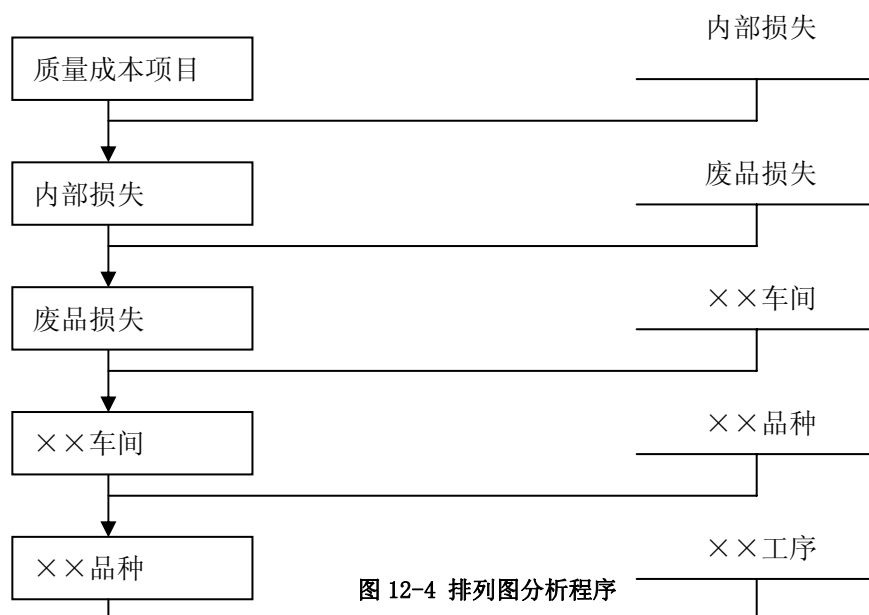 内部损失
质量成本项目
废品损失
内部损失
××车间
废品损失
××品种
××车间
××工序
××品种
图 12-4 排列图分析程序